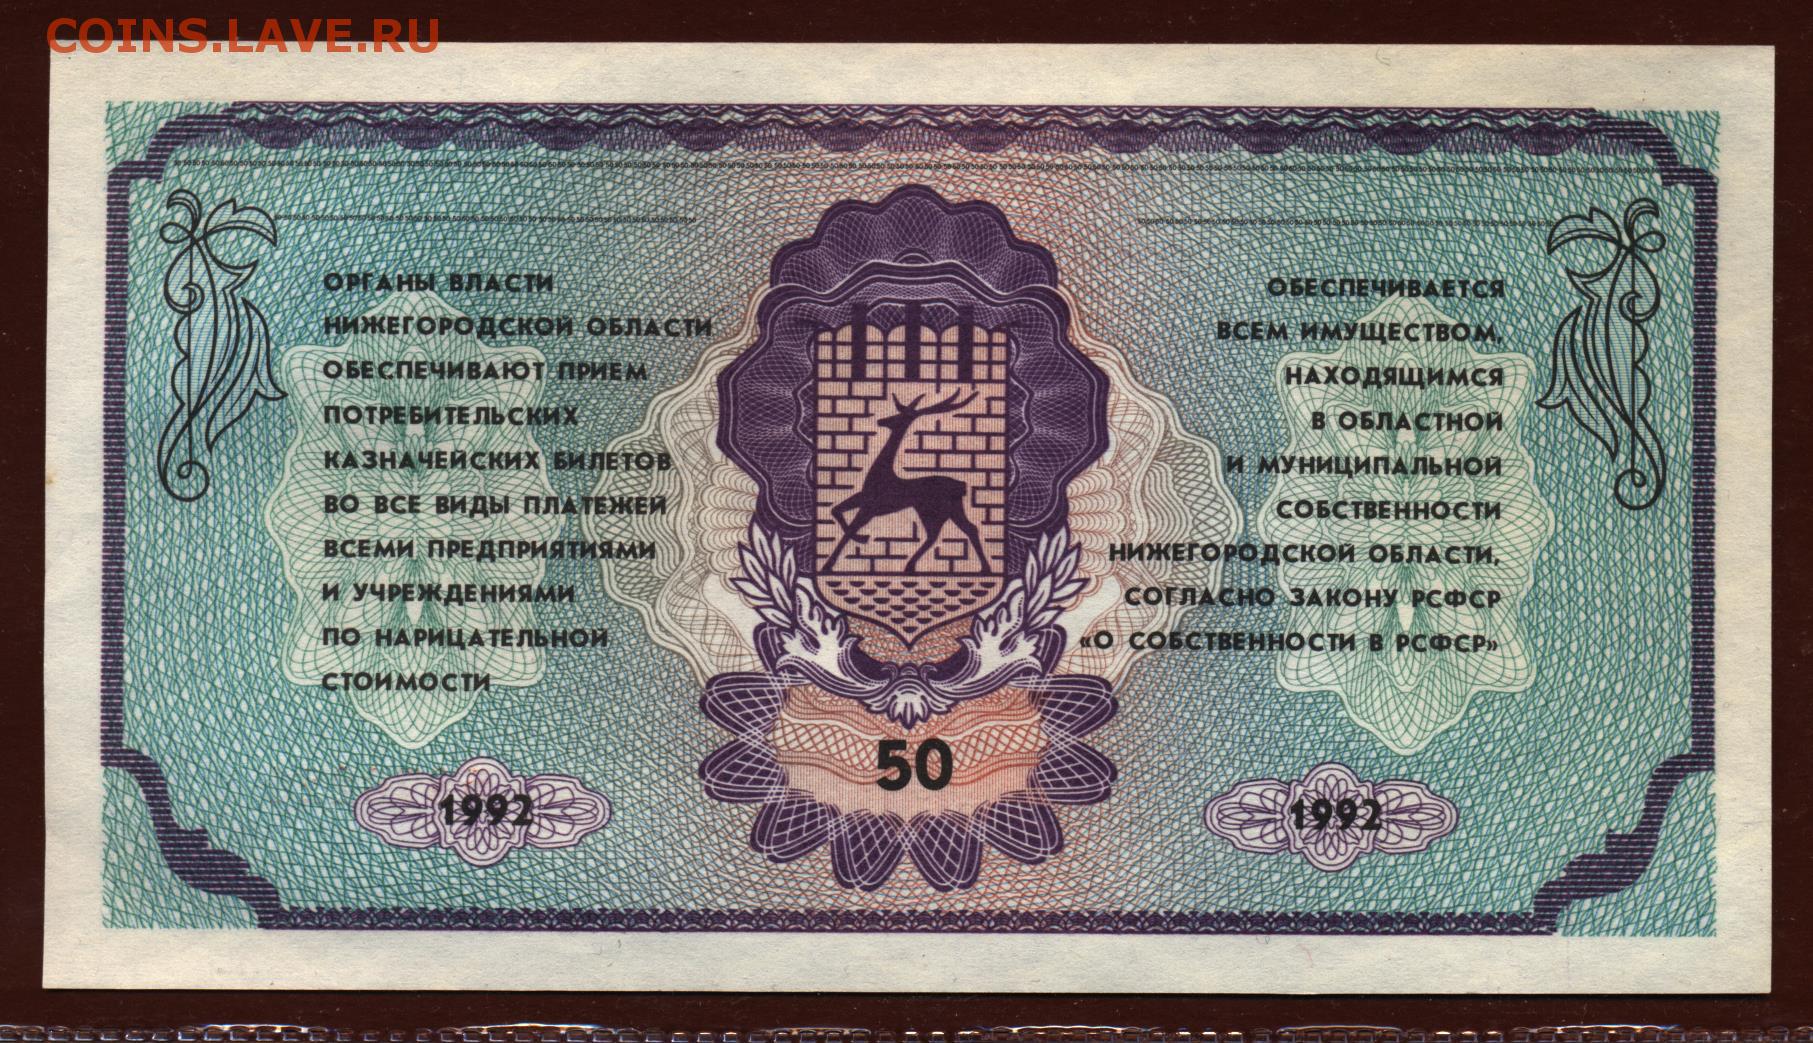 COINS.LAVE.RU
ОРГАНЫ ВЛАСТИ
НИЖЕГОРОДСКОЙ ОБЛАСТИ
ОБЕСПЕЧИВАЮТ ПРИЕМ
ПОТРЕБИТЕЛЬСКИХ
КАЗНАЧЕЙСКИХ БИЛЕТОВ
ВО ВСЕ ВИДЫ ПЛАТЕЖЕЙ
ВСЕМИ ПРЕДПРИЯТИЯМИ
И УЧРЕЖДЕНИЯМИ
ПО НАРИЦАТЕЛЬНОЙ
СТОИМОСТИ
ОБЕСПЕЧИВАЕТСЯ
ВСЕМ ИМУЩЕСТВОМ,
НАХОДЯЩИМСЯ
В ОБЛАСТНОЙ
И МУНИЦИПАЛЬНОЙ
СОБСТВЕННОСТИ
НИЖЕГОРОДСКОЙ ОБЛАСТИ,
СОГЛАСНО ЗАКОНУ РСФСР
«О СОБСТВЕННОСТИ В РСФСР»
50
1992
1992